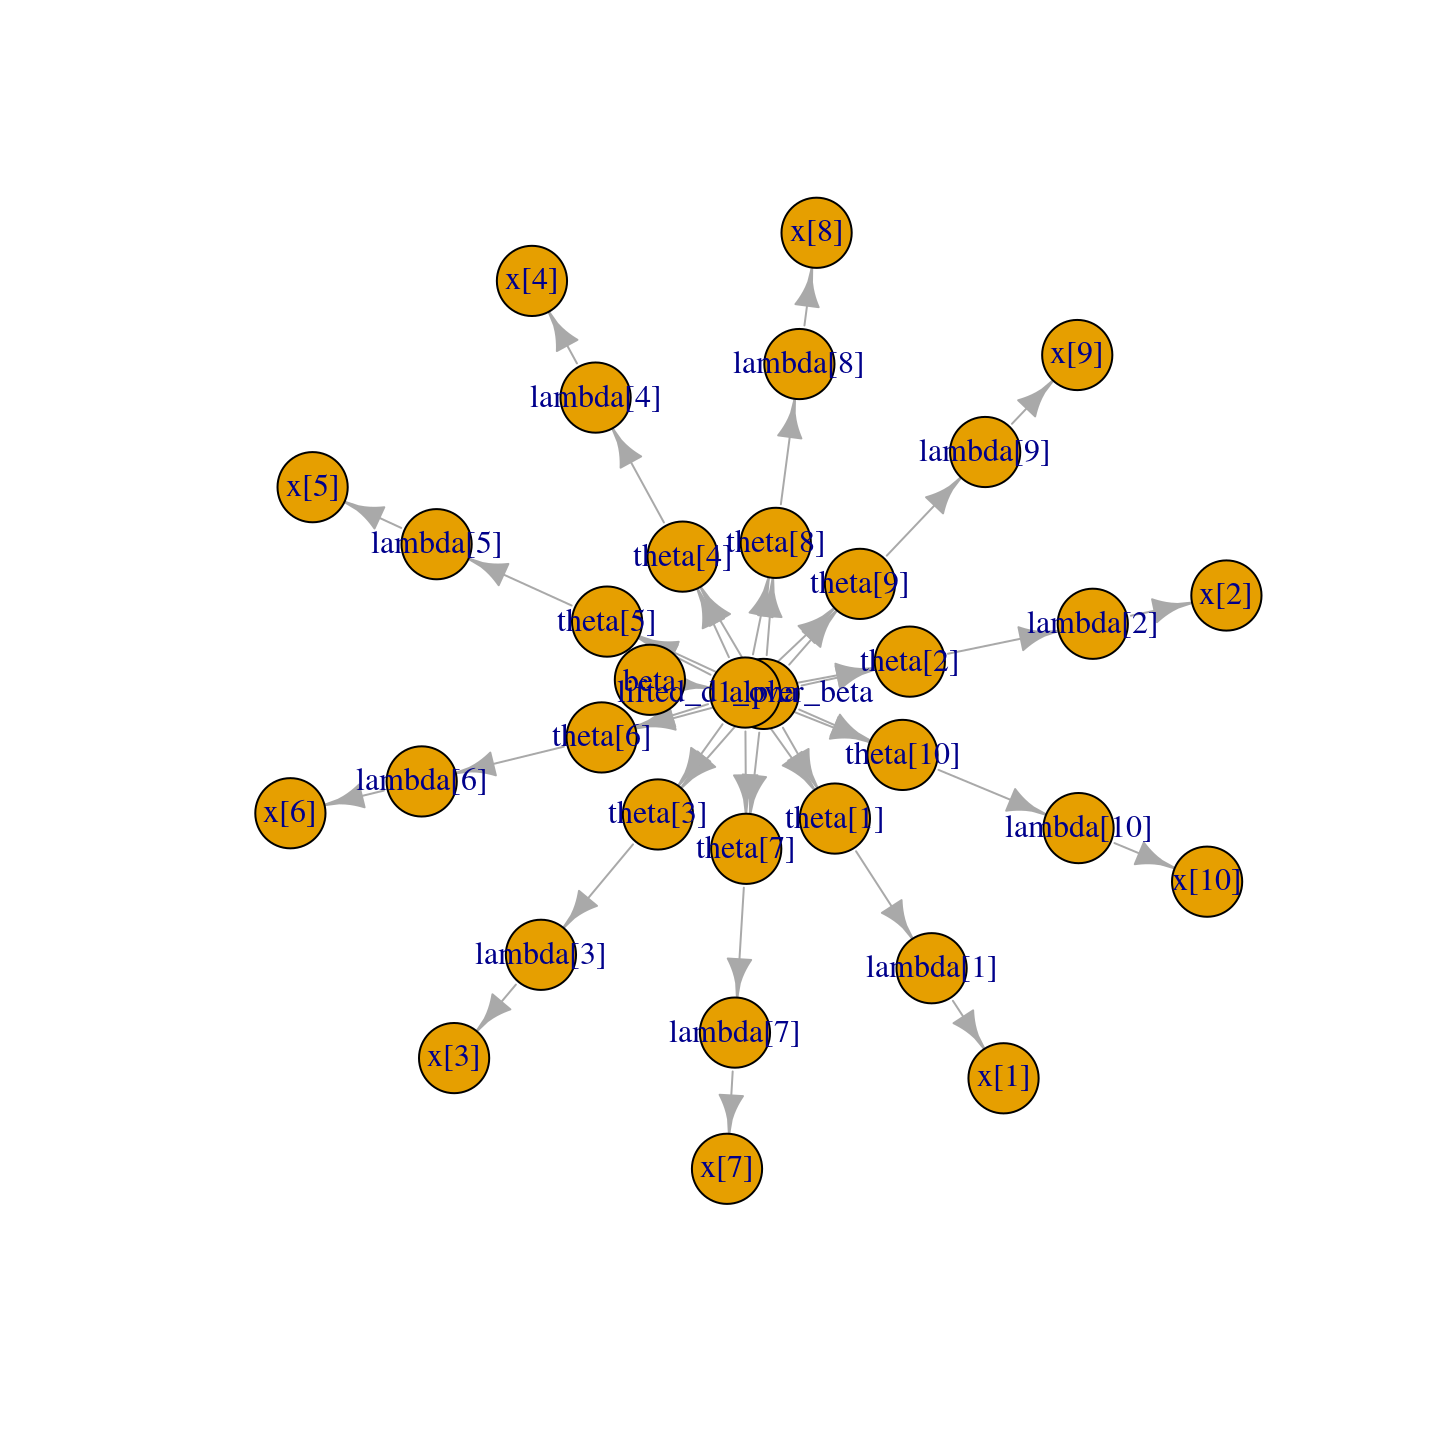 x[8]
x[4]
x[9]
lambda[8]
lambda[4]
lambda[9]
x[5]
lambda[5]
theta[8]
theta[4]
theta[9]
x[2]
theta[5]
lambda[2]
theta[2]
beta
lifted_d1_over_beta
alpha
theta[6]
theta[10]
lambda[6]
x[6]
theta[3]
theta[1]
lambda[10]
theta[7]
x[10]
lambda[3]
lambda[1]
lambda[7]
x[3]
x[1]
x[7]